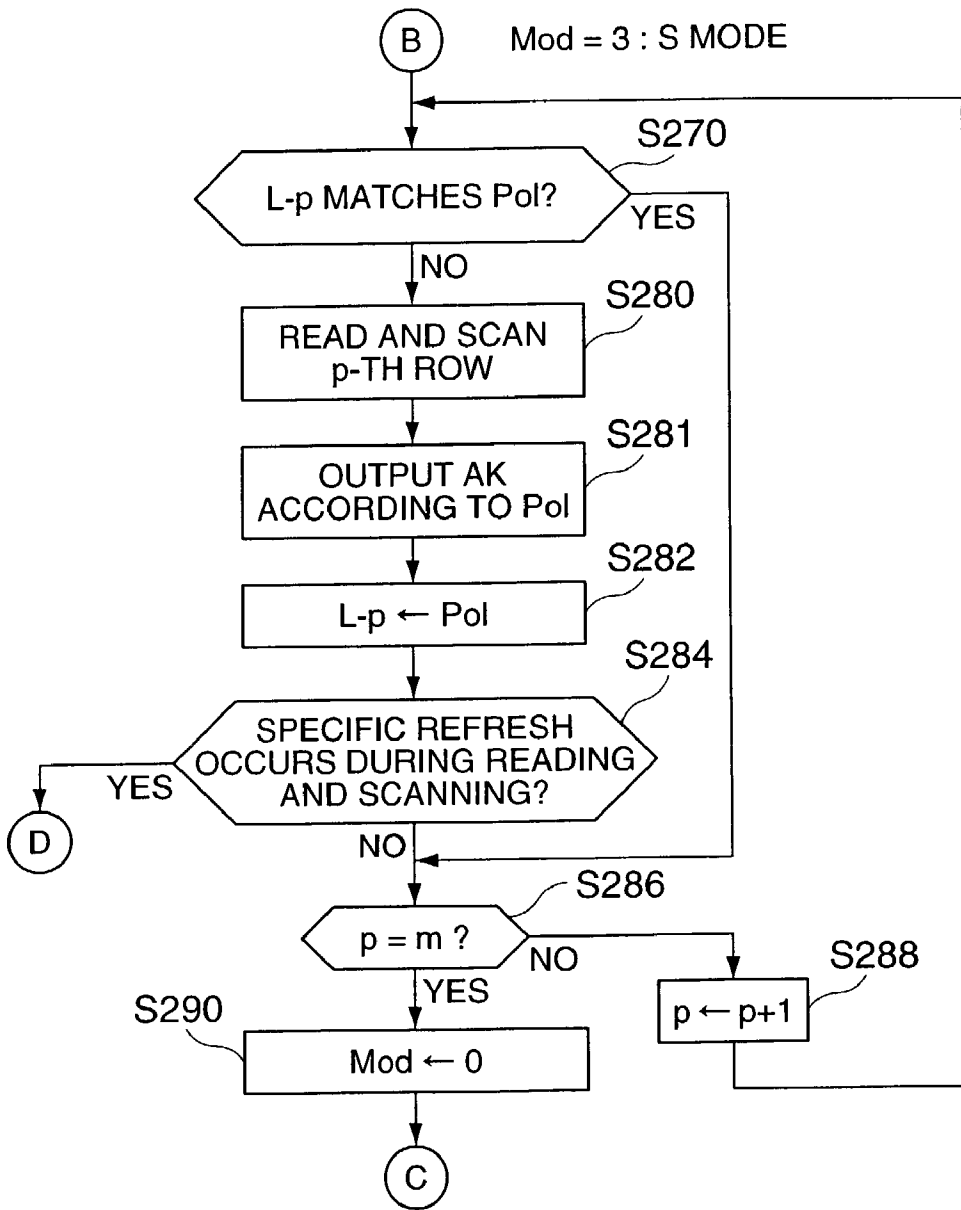 B
Mod = 3 : S MODE
S270
L-p MATCHES Pol?
YES
NO
S280
READ AND SCAN
p-TH ROW
S281
OUTPUT AK
ACCORDING TO Pol
S282
L-p ← Pol
S284
SPECIFIC REFRESH
OCCURS DURING READING
AND SCANNING?
YES
D
NO
S286
p = m ?
NO
YES
S288
p ← p+1
S290
Mod ← 0
C